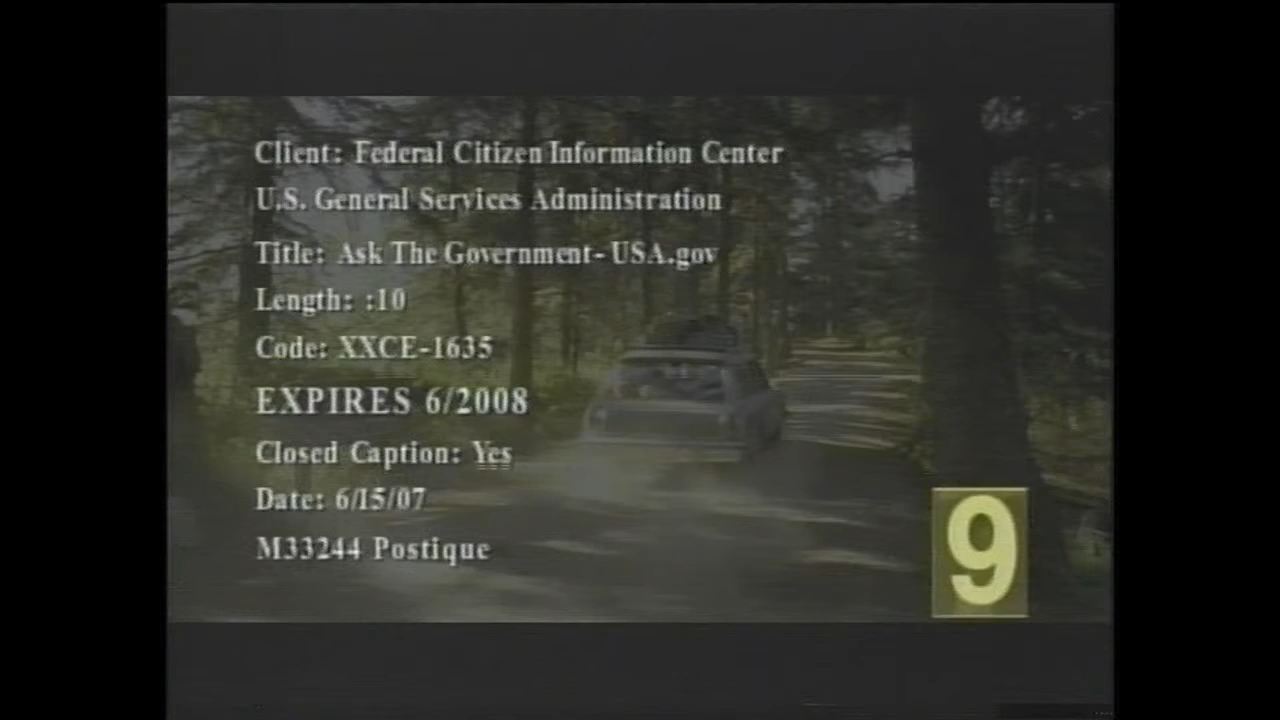 Client: Federal Citizen Information Center
U.S. General Services Administration
Title: Ask The Government- USA.gov
Length: :10
Code: XXCE-1635
EXPIRES 6/2008
Closed Caption: Yes
Date: 6/15/07
M33244 Postique
9